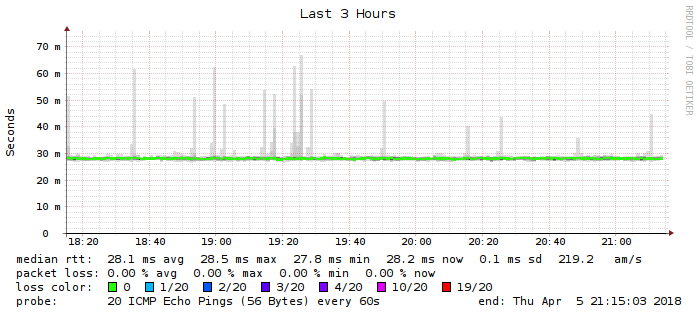 Last 3 Hours
RRDTOOL / TOBI OETIKER
Seconds
70 m
60 m
50 m
40 m
30 m
20 m
10 m
0
18:20 18:40 19:00 19:20 19:40 20:00 20:20 20:40 21:00
median rtt: 28.1 ms avg 28.5 ms max 27.8 ms min 28.2 ms now 0.1 ms sd 219.2 am/s
packet loss: 0.00 % avg 0.00 % max 0.00 % min 0.00 % now
loss color: 0 1/20 2/20 3/20 4/20 10/20 19/20
probe: 20 ICMP Echo Pings (56 Bytes) every 60s end: Thu Apr 5 21:15:03 2018